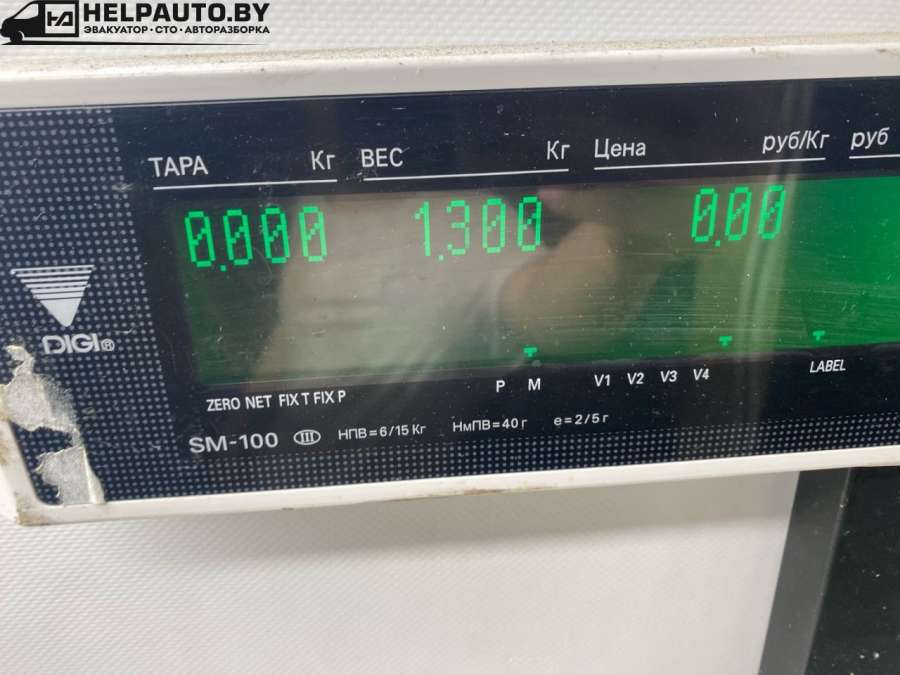 HELPAUTO.BY
ЭВАКУАТОР • СТО • АВТОРАЗБОРКА
ТАРА Кг ВЕС Кг Цена руб/Кг руб
0.000 1.300 0.00
DIGI®
P M V1 V2 V3 V4 LABEL
ZERO NET FIX T FIX P
SM-100 III НПВ=6/15 Кг НмПВ=40 г e=2/5 г